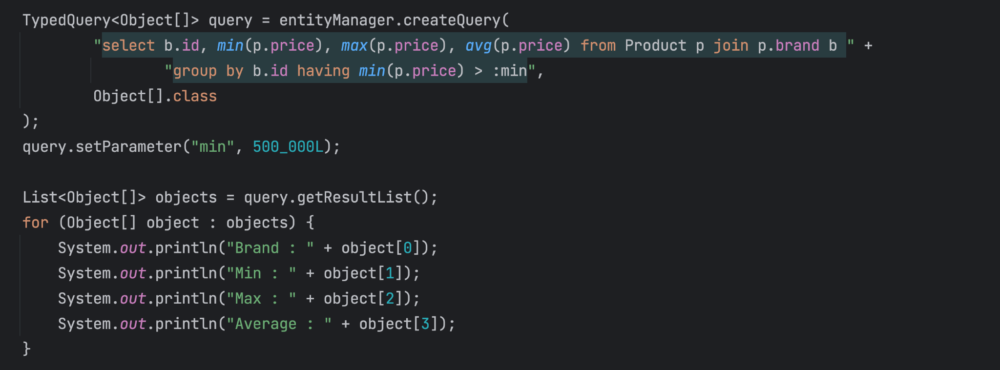 TypedQuery<Object[]> query = entityManager.createQuery(
"select b.id, min(p.price), max(p.price), avg(p.price) from Product p join p.brand b " +
"group by b.id having min(p.price) > :min",
Object[].class
);
query.setParameter("min", 500_000L);
List<Object[]> objects = query.getResultList();
for (Object[] object : objects) {
System.out.println("Brand : " + object[0]);
System.out.println("Min : " + object[1]);
System.out.println("Max : " + object[2]);
System.out.println("Average : " + object[3]);
}